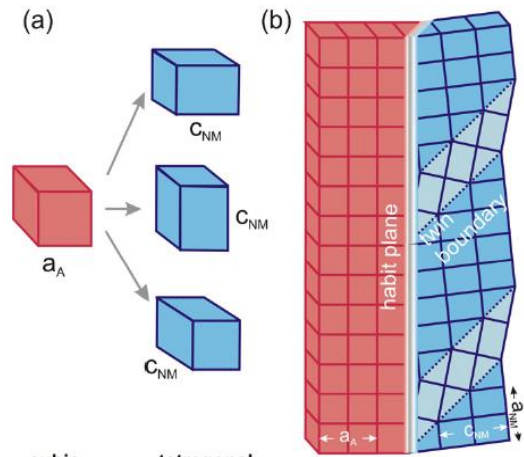 (a)
c_NM
a_A
c_NM
c_NM
(b)
habit plane
twin
boundary
a_A
c_NM
a_NM